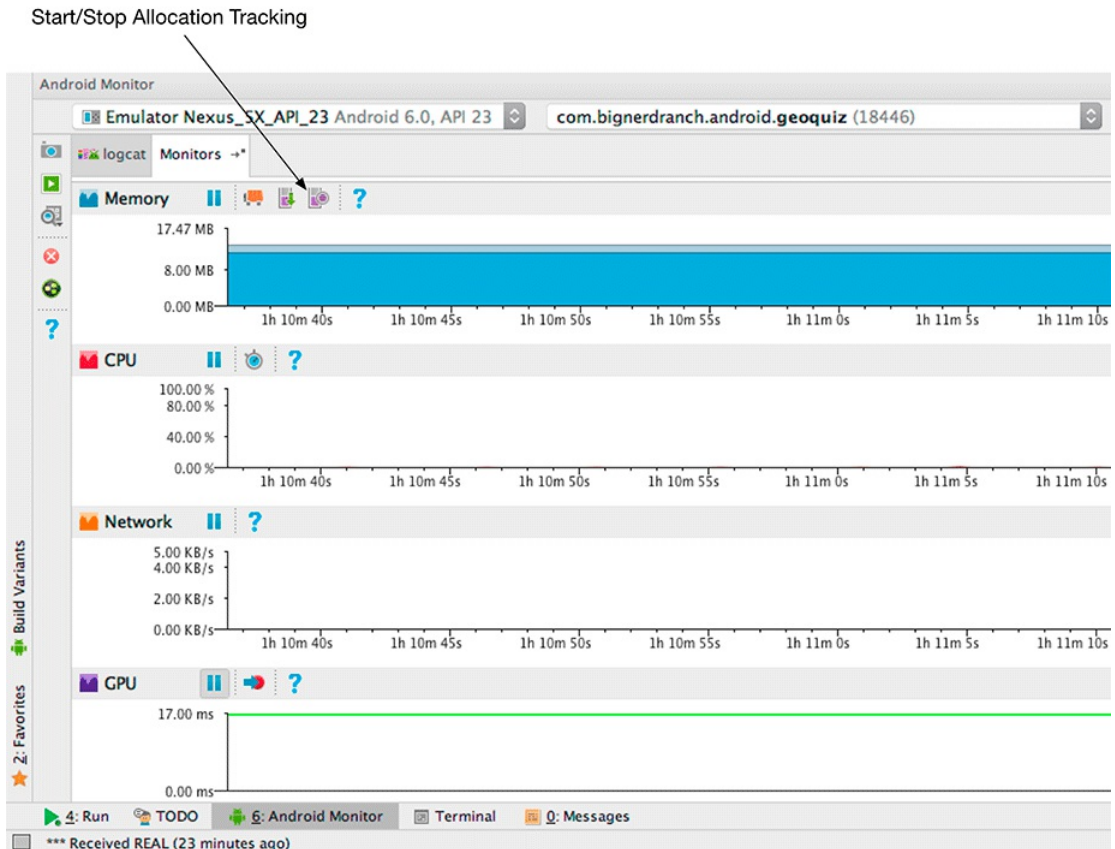 Start/Stop Allocation Tracking
Android Monitor
Emulator Nexus_5X_API_23 Android 6.0, API 23 com.bignerdranch.android.geoquiz (18446)
logcat Monitors
Memory ?
17.47 MB
8.00 MB
0.00 MB
1h 10m 40s 1h 10m 45s 1h 10m 50s 1h 10m 55s 1h 11m 0s 1h 11m 5s 1h 11m 10s
?
CPU ?
100.00 %
80.00 %
40.00 %
0.00 %
1h 10m 40s 1h 10m 45s 1h 10m 50s 1h 10m 55s 1h 11m 0s 1h 11m 5s 1h 11m 10s
Network ?
5.00 KB/s
4.00 KB/s
2.00 KB/s
0.00 KB/s
1h 10m 40s 1h 10m 45s 1h 10m 50s 1h 10m 55s 1h 11m 0s 1h 11m 5s 1h 11m 10s
Build Variants
GPU ?
17.00 ms
0.00 ms
2: Favorites
4: Run TODO 6: Android Monitor Terminal 0: Messages
*** Received REAL (23 minutes ago)